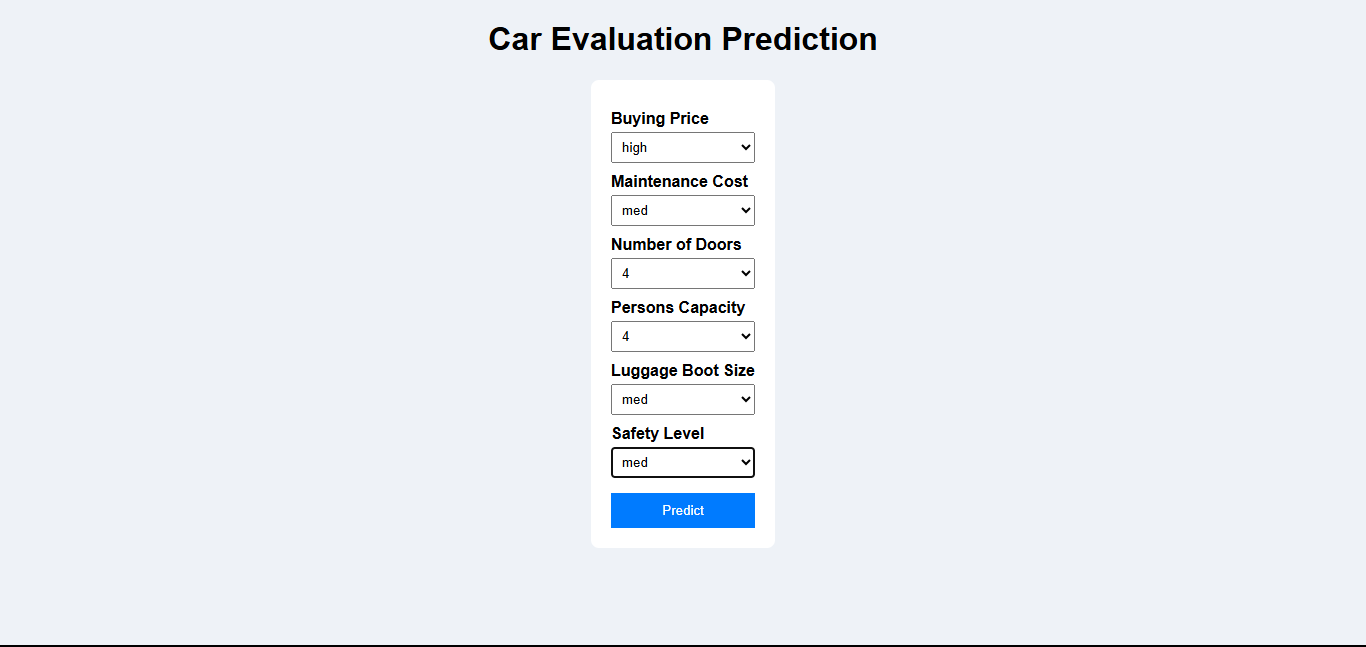 Car Evaluation Prediction
Buying Price
high
Maintenance Cost
med
Number of Doors
4
Persons Capacity
4
Luggage Boot Size
med
Safety Level
med
Predict